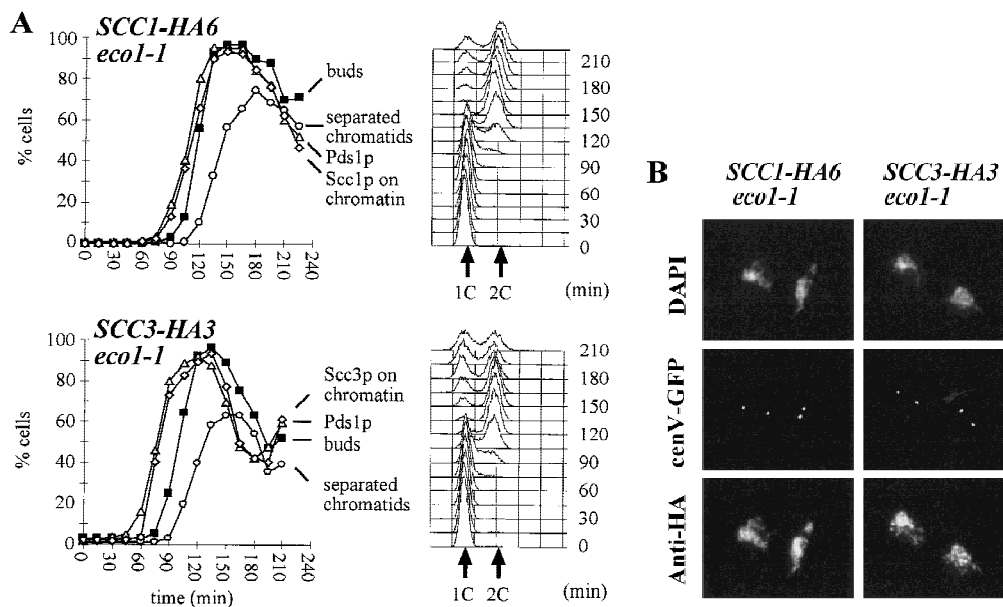 A
SCC1-HA6
eco1-1
% cells
100
80
60
40
20
0
0
30
60
90
120
150
180
210
240
buds
separated
chromatids
Pds1p
Scc1p on
chromatin
210
180
150
120
90
60
30
0
1C
2C
(min)
SCC3-HA3
eco1-1
% cells
100
80
60
40
20
0
0
30
60
90
120
150
180
210
240
time (min)
Scc3p on
chromatin
Pds1p
buds
separated
chromatids
210
180
150
120
90
60
30
0
1C
2C
(min)
B
SCC1-HA6
eco1-1
SCC3-HA3
eco1-1
DAPI
cenV-GFP
Anti-HA